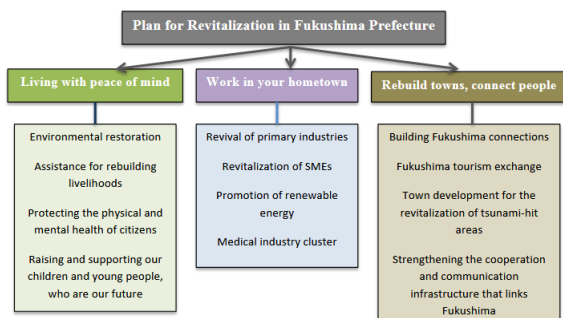 Plan for Revitalization in Fukushima Prefecture
Living with peace of mind
Work in your hometown
Rebuild towns, connect people
Environmental restoration
Assistance for rebuilding
livelihoods
Protecting the physical and
mental health of citizens
Raising and supporting our
children and young people,
who are our future
Revival of primary industries
Revitalization of SMEs
Promotion of renewable
energy
Medical industry cluster
Building Fukushima connections
Fukushima tourism exchange
Town development for the
revitalization of tsunami-hit
areas
Strengthening the cooperation
and communication
infrastructure that links
Fukushima